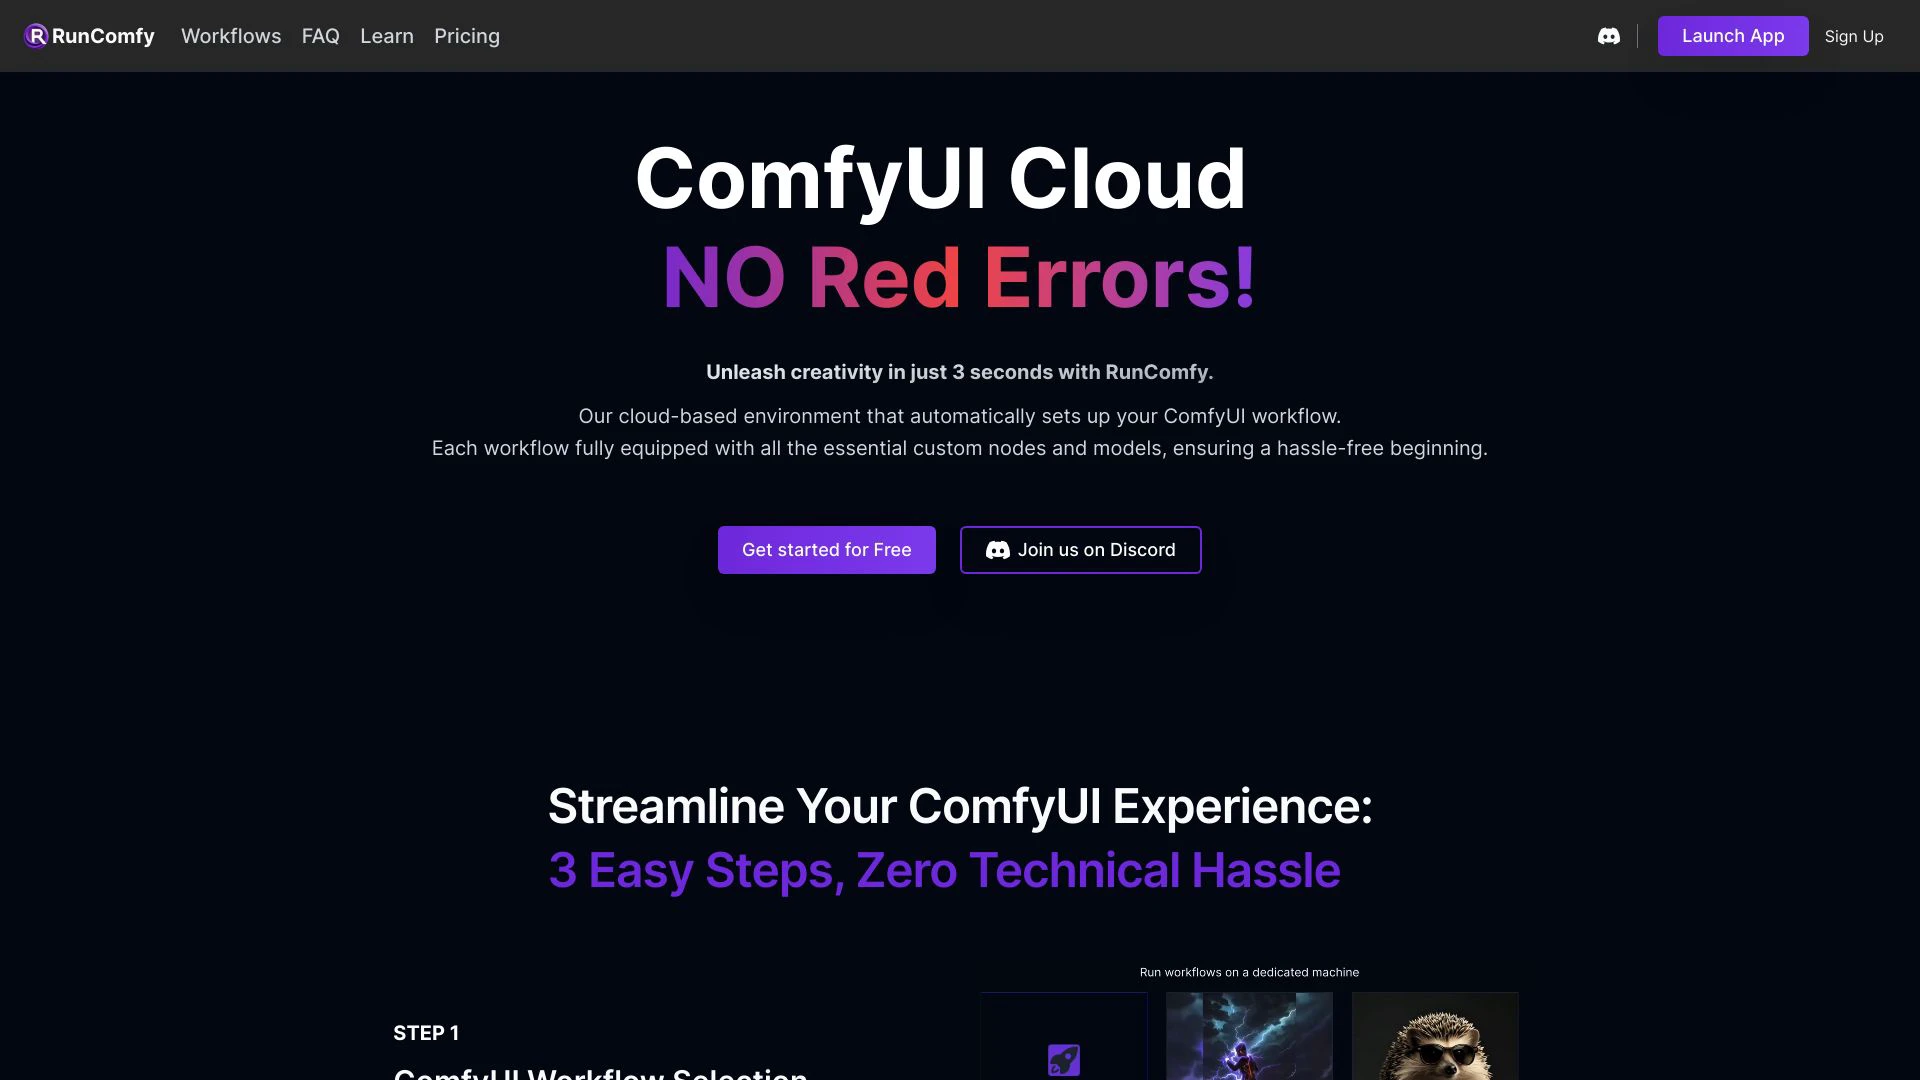 RunComfy
Workflows
FAQ
Learn
Pricing
Launch App
Sign Up
ComfyUI Cloud
NO Red Errors!
Unleash creativity in just 3 seconds with RunComfy.
Our cloud-based environment that automatically sets up your ComfyUI workflow.
Each workflow fully equipped with all the essential custom nodes and models, ensuring a hassle-free beginning.
Get started for Free
Join us on Discord
Streamline Your ComfyUI Experience:
3 Easy Steps, Zero Technical Hassle
Run workflows on a dedicated machine
STEP 1
ComfyUI Workflow Selection